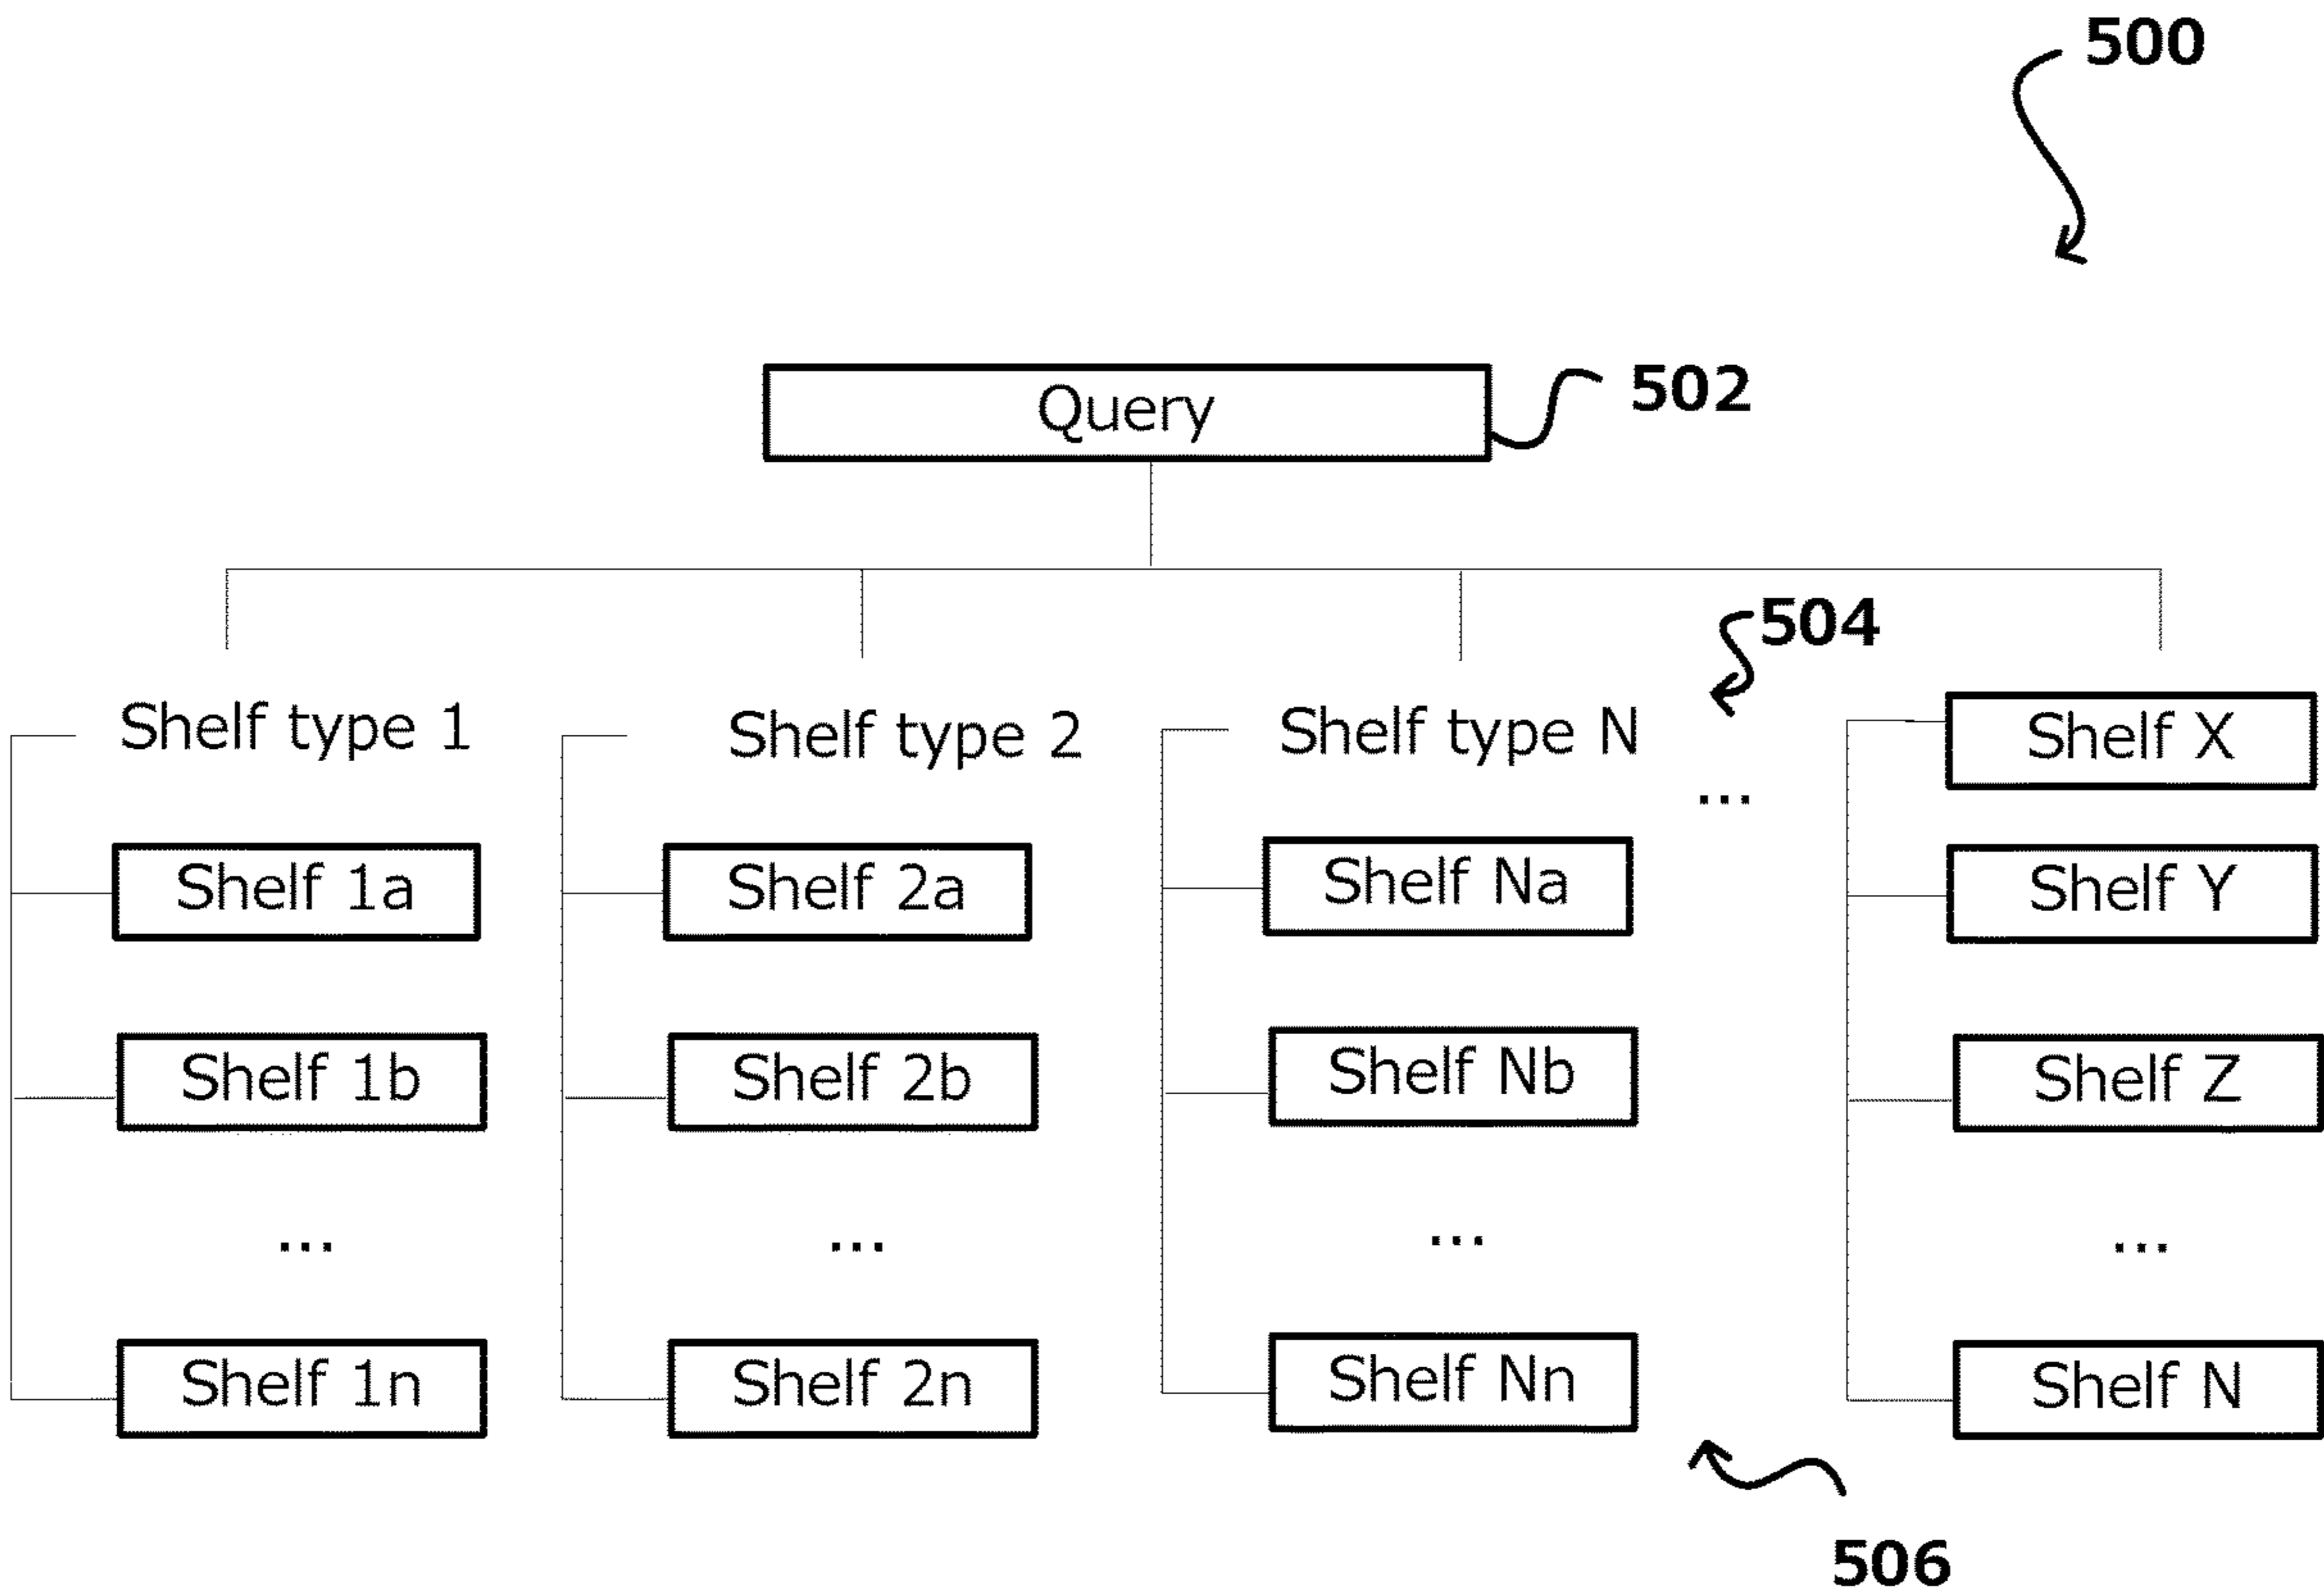 500
Query
502
504
Shelf type 1
Shelf type 2
Shelf type N
...
Shelf X
Shelf 1a
Shelf 2a
Shelf Na
Shelf Y
Shelf 1b
Shelf 2b
Shelf Nb
Shelf Z
...
...
...
...
Shelf 1n
Shelf 2n
Shelf Nn
Shelf N
506